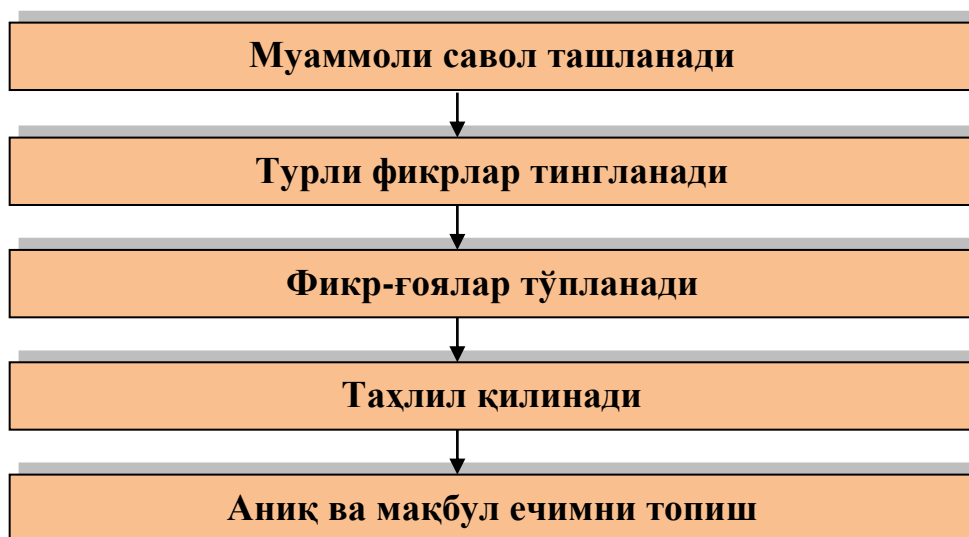 Муаммоли савол ташланади
Турли фикрлар тингланади
Фикр-ғоялар тўпланади
Таҳлил қилинади
Аниқ ва мақбул ечимни топиш